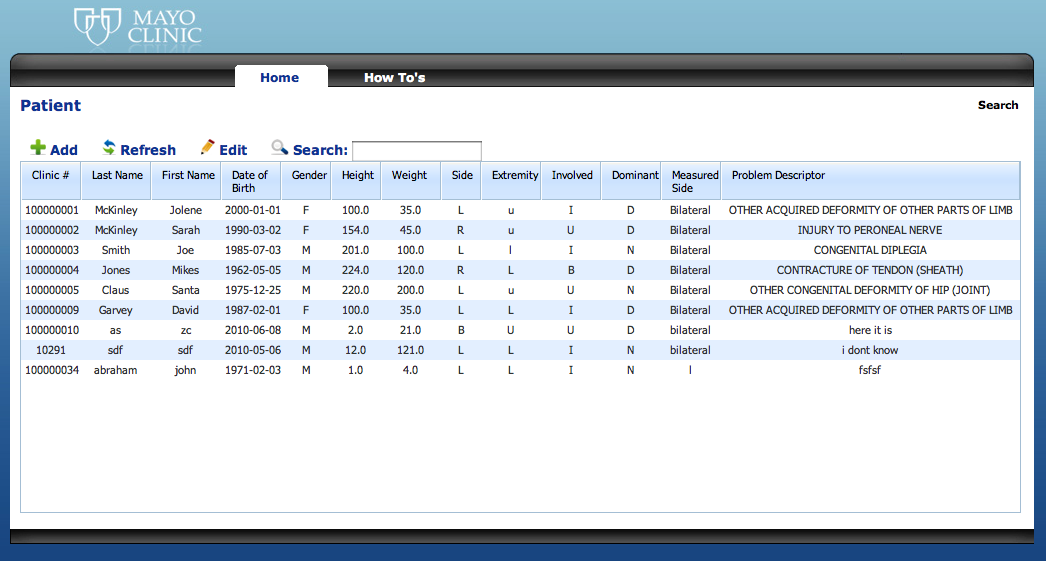 MAYO
CLINIC
Home How To's
Patient Search
Add Refresh Edit Search:
Clinic # Last Name First Name Date of Birth Gender Height Weight Side Extremity Involved Dominant Measured Side Problem Descriptor
100000001 McKinley Jolene 2000-01-01 F 100.0 35.0 L u I D Bilateral OTHER ACQUIRED DEFORMITY OF OTHER PARTS OF LIMB
100000002 McKinley Sarah 1990-03-02 F 154.0 45.0 R u U D Bilateral INJURY TO PERONEAL NERVE
100000003 Smith Joe 1985-07-03 M 201.0 100.0 L l I N Bilateral CONGENITAL DIPLEGIA
100000004 Jones Mikes 1962-05-05 M 224.0 120.0 R L B D Bilateral CONTRACTURE OF TENDON (SHEATH)
100000005 Claus Santa 1975-12-25 M 220.0 200.0 L u U N Bilateral OTHER CONGENITAL DEFORMITY OF HIP (JOINT)
100000009 Garvey David 1987-02-01 F 100.0 35.0 L L I D Bilateral OTHER ACQUIRED DEFORMITY OF OTHER PARTS OF LIMB
100000010 as zc 2010-06-08 M 2.0 21.0 B U U D bilateral here it is
10291 sdf sdf 2010-05-06 M 12.0 121.0 L L I N bilateral i dont know
100000034 abraham john 1971-02-03 M 1.0 4.0 L L I N l fsfsf